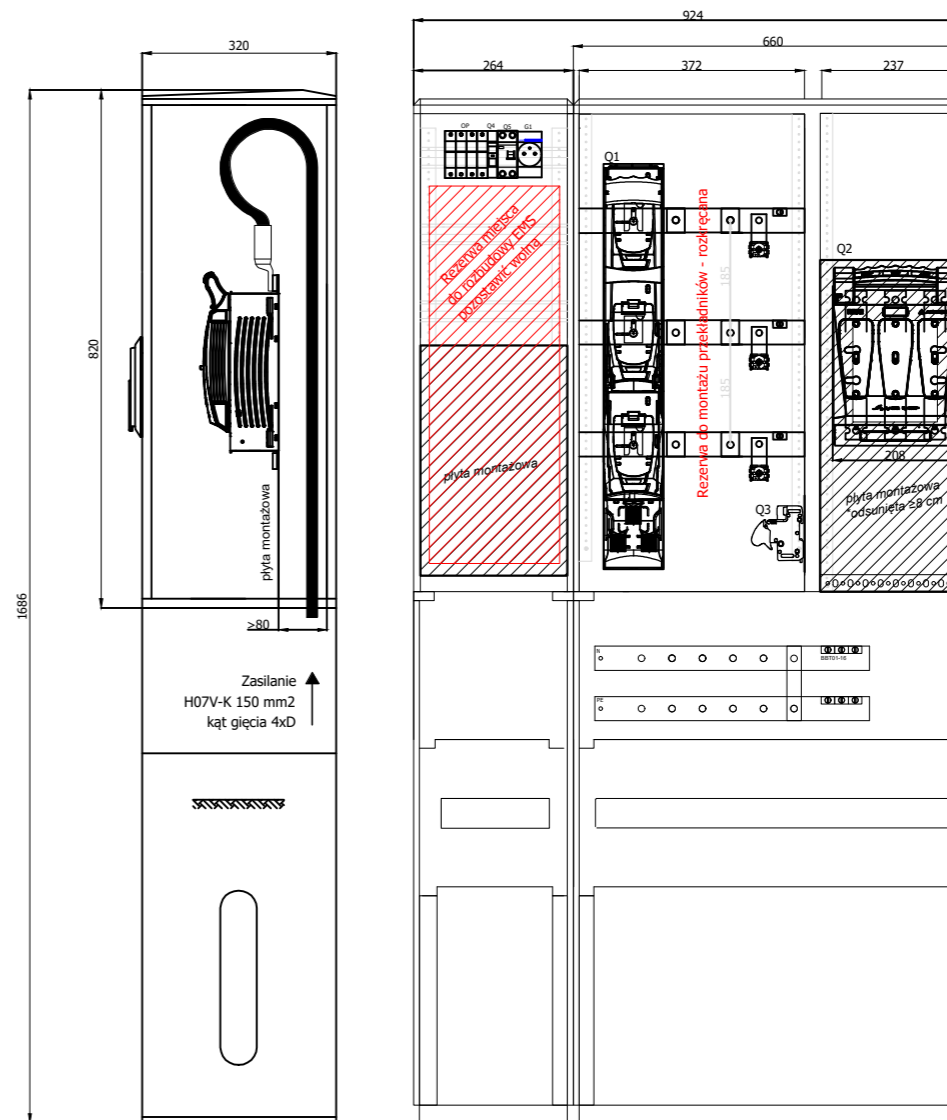 924
320
660
264
372
237
OP
Q4
Q5
G1
Q1
Q2
Rezerwa miejsca
do rozbudowy EMS
pozostawić wolną
Rezerwa do montażu przekładników - rozkręcana
185
185
820
płyta montażowa
płyta montażowa
208
płyta montażowa
*odsunięta ≥8 cm
Q3
1686
>80
Zasilanie
H07V-K 150 mm2
kąt gięcia 4xD
N
BBT01-16
PE